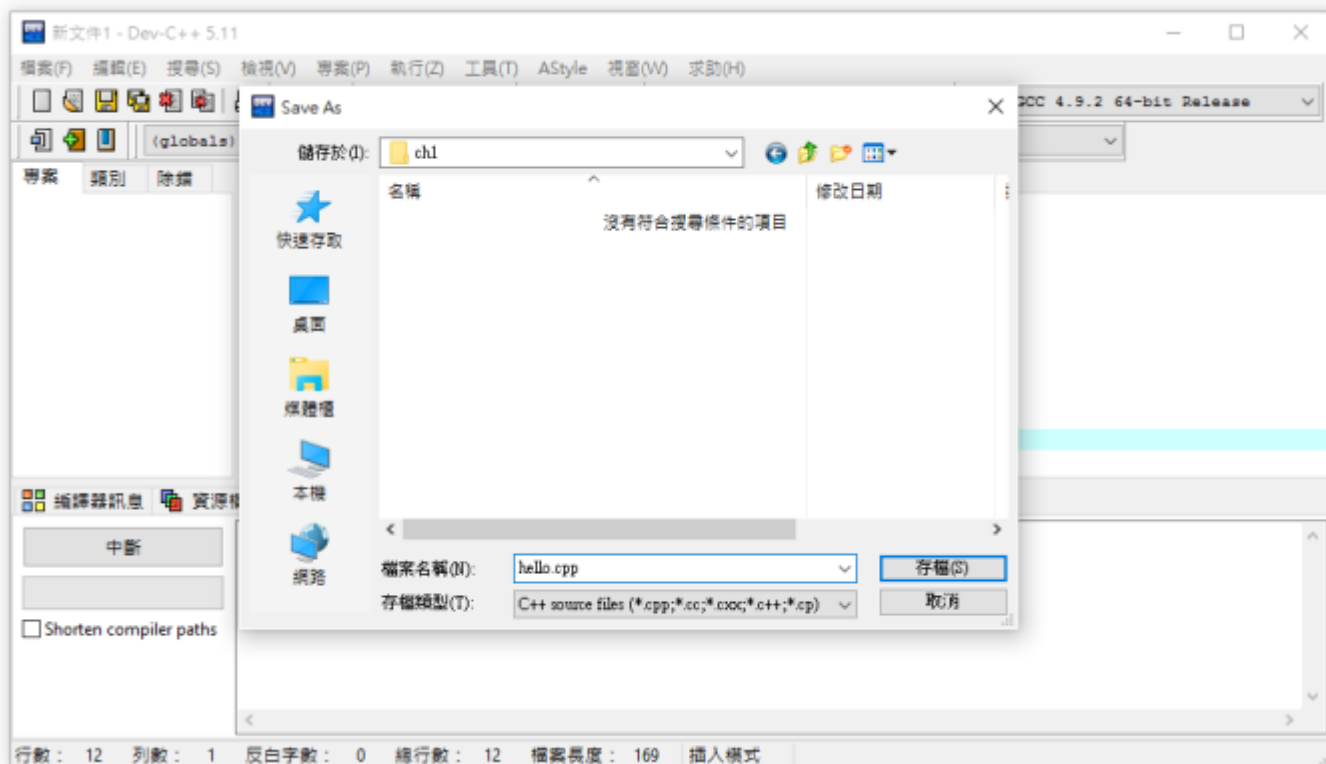 新文件1 - Dev-C++ 5.11
檔案(F) 編輯(E) 搜尋(S) 檢視(V) 專案(P) 執行(Z) 工具(T) AStyle 視窗(W) 求助(H)
Save As
GCC 4.9.2 64-bit Release
(globals)
儲存於(I): ch1
專案 類別 除錯
名稱 修改日期
沒有符合搜尋條件的項目
快速存取
桌面
媒體櫃
本機
網路
編譯器訊息 資源檔
中斷
檔案名稱(N): hello.cpp 存檔(S)
存檔類型(T): C++ source files (*.cpp;*.cc;*.cxx;*.c++;*.cp) 取消
Shorten compiler paths
行數: 12 列數: 1 反白字數: 0 總行數: 12 檔案長度: 169 插入模式